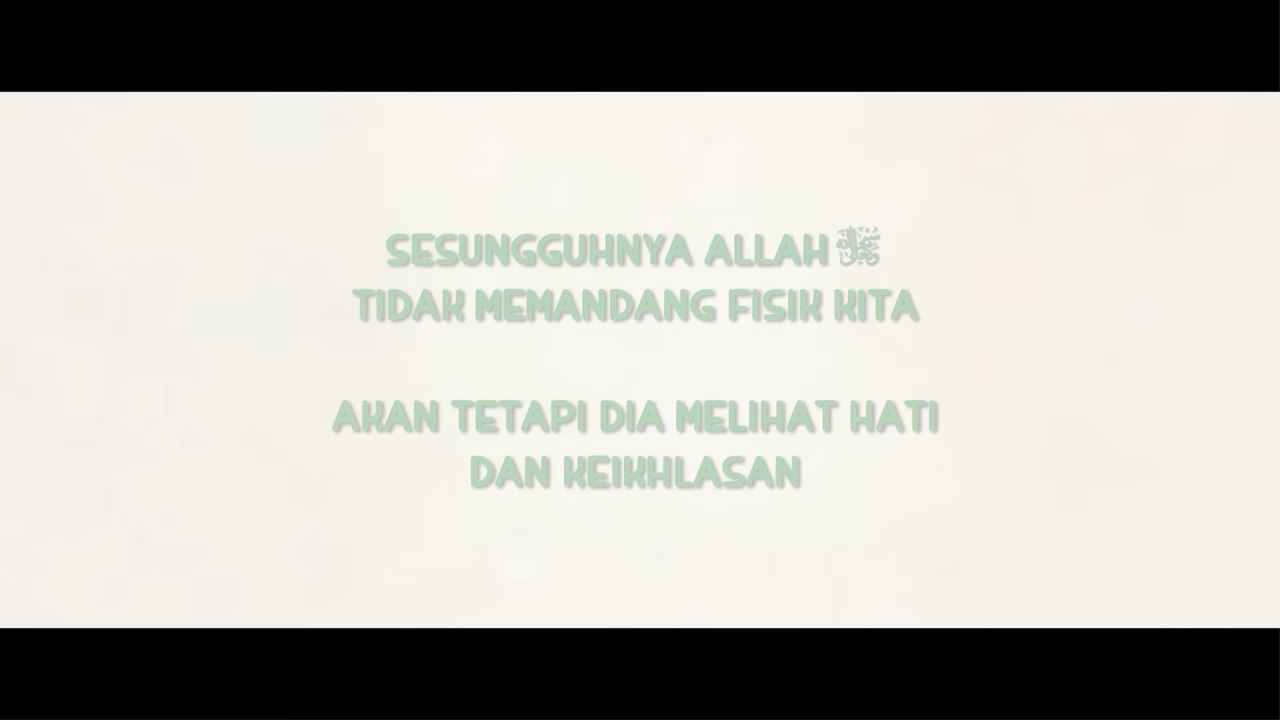 SESUNGGUHNYA ALLAH ﷻ
TIDAK MEMANDANG FISIK KITA
AKAN TETAPI DIA MELIHAT HATI
DAN KEIKHLASAN